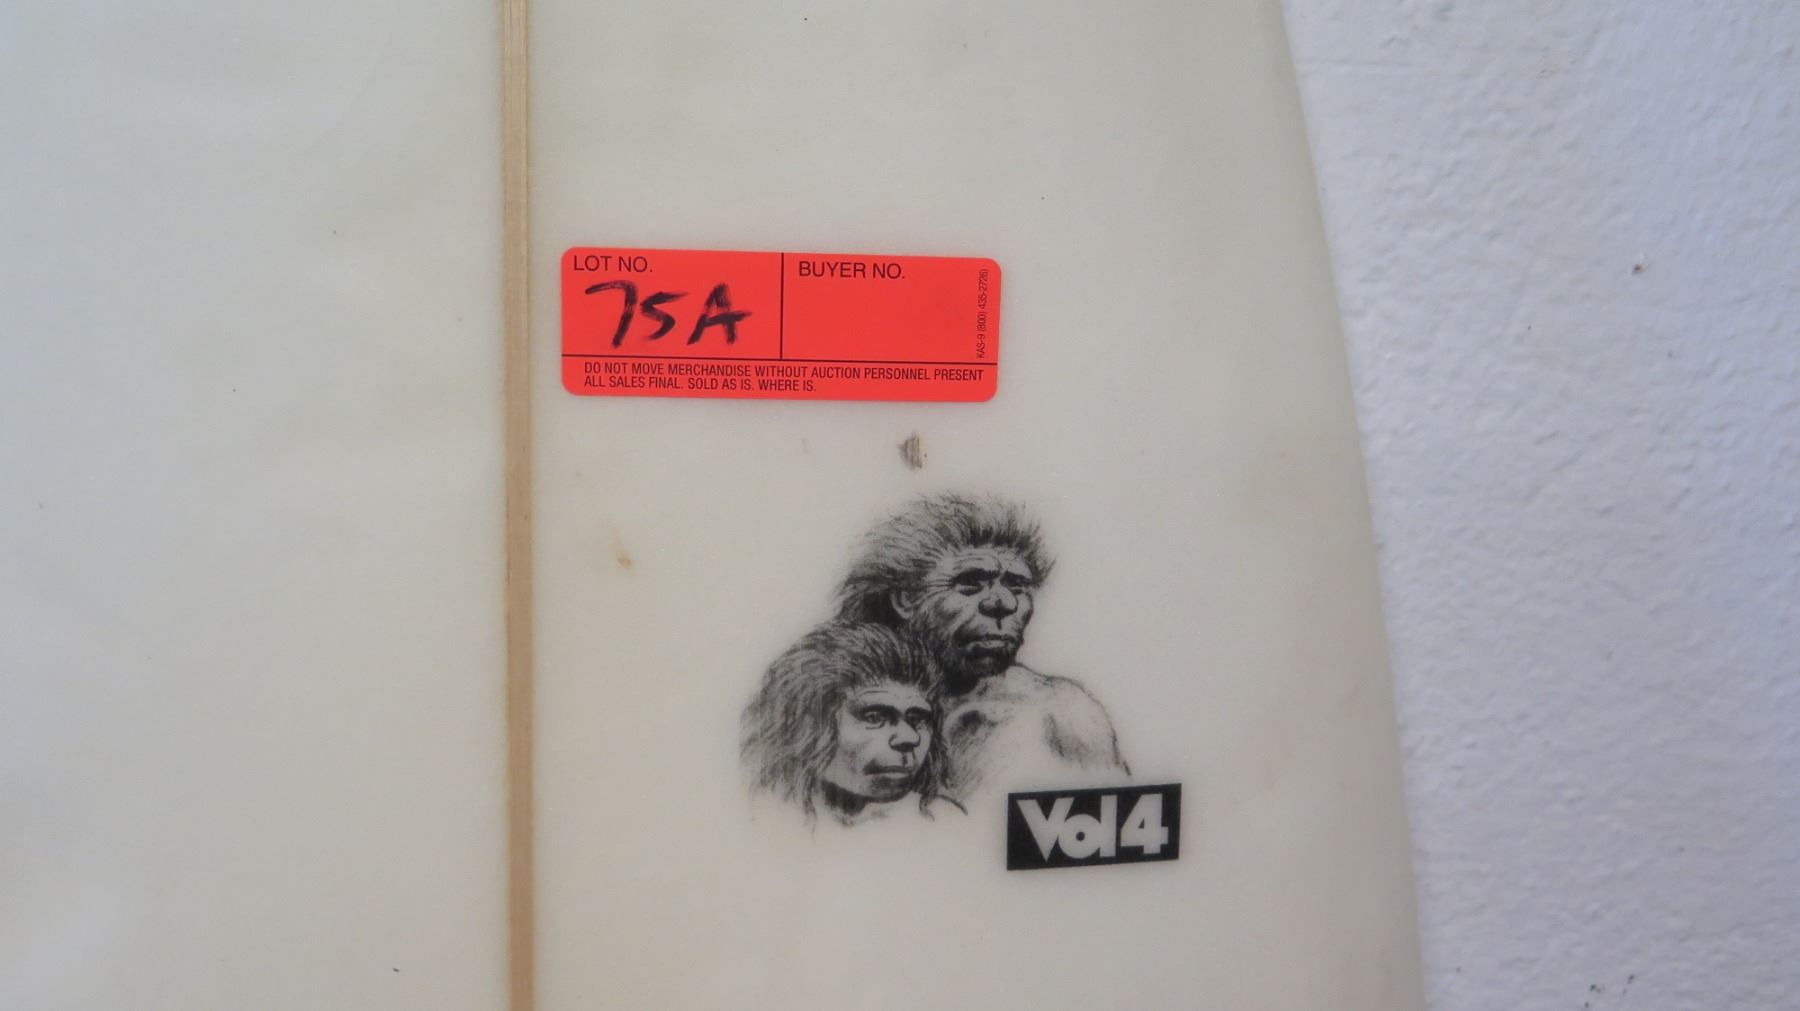 LOT NO.
75A
BUYER NO.
KAS-9 (800) 435-2726)
DO NOT MOVE MERCHANDISE WITHOUT AUCTION PERSONNEL PRESENT
ALL SALES FINAL. SOLD AS IS. WHERE IS.
Vol4